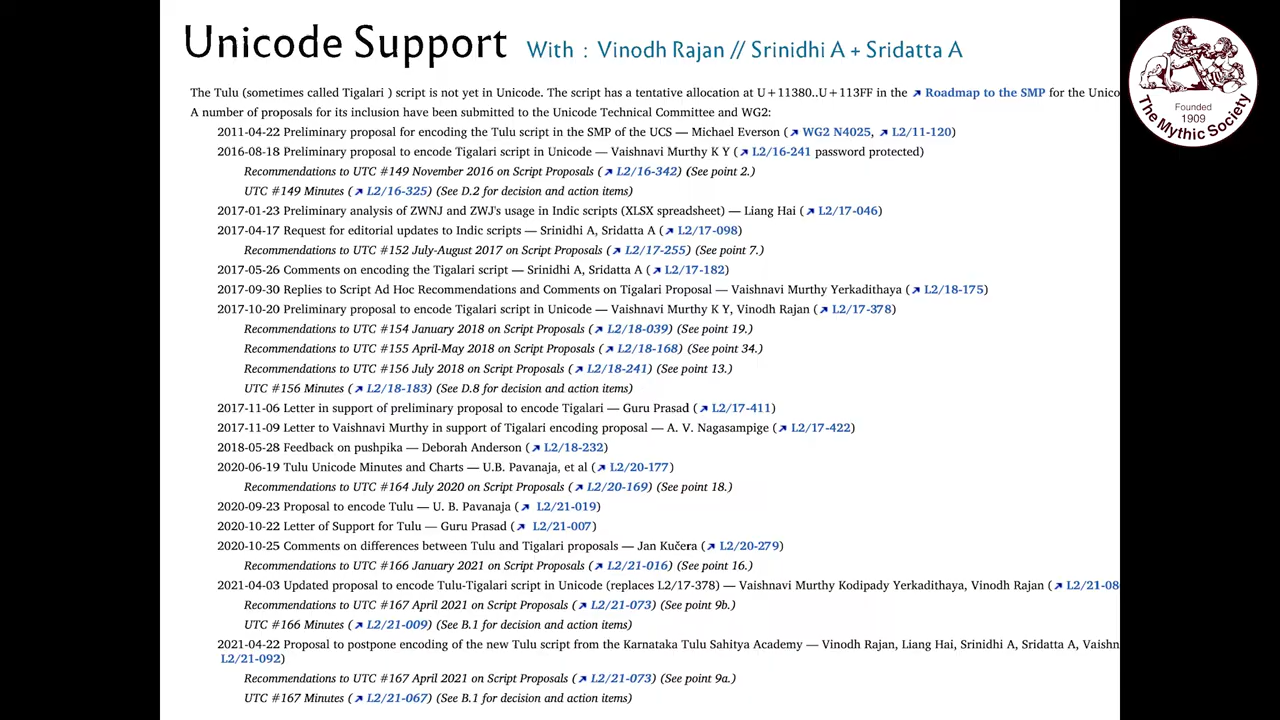 Unicode Support With : Vinodh Rajan // Srinidhi A + Sridatta A
The Tulu (sometimes called Tigalari ) script is not yet in Unicode. The script has a tentative allocation at U+11380..U+113FF in the Roadmap to the SMP for the Unico
A number of proposals for its inclusion have been submitted to the Unicode Technical Committee and WG2:
2011-04-22 Preliminary proposal for encoding the Tulu script in the SMP of the UCS — Michael Everson (WG2 N4025, L2/11-120)
2016-08-18 Preliminary proposal to encode Tigalari script in Unicode — Vaishnavi Murthy K Y (L2/16-241 password protected)
Recommendations to UTC #149 November 2016 on Script Proposals (L2/16-342) (See point 2.)
UTC #149 Minutes (L2/16-325) (See D.2 for decision and action items)
2017-01-23 Preliminary analysis of ZWNJ and ZWJ's usage in Indic scripts (XLSX spreadsheet) — Liang Hai (L2/17-046)
2017-04-17 Request for editorial updates to Indic scripts — Srinidhi A, Sridatta A (L2/17-098)
Recommendations to UTC #152 July-August 2017 on Script Proposals (L2/17-255) (See point 7.)
2017-05-26 Comments on encoding the Tigalari script — Srinidhi A, Sridatta A (L2/17-182)
2017-09-30 Replies to Script Ad Hoc Recommendations and Comments on Tigalari Proposal — Vaishnavi Murthy Yerkadithaya (L2/18-175)
2017-10-20 Preliminary proposal to encode Tigalari script in Unicode — Vaishnavi Murthy K Y, Vinodh Rajan (L2/17-378)
Recommendations to UTC #154 January 2018 on Script Proposals (L2/18-039) (See point 19.)
Recommendations to UTC #155 April-May 2018 on Script Proposals (L2/18-168) (See point 34.)
Recommendations to UTC #156 July 2018 on Script Proposals (L2/18-241) (See point 13.)
UTC #156 Minutes (L2/18-183) (See D.8 for decision and action items)
2017-11-06 Letter in support of preliminary proposal to encode Tigalari — Guru Prasad (L2/17-411)
2017-11-09 Letter to Vaishnavi Murthy in support of Tigalari encoding proposal — A. V. Nagasampige (L2/17-422)
2018-05-28 Feedback on pushpika — Deborah Anderson (L2/18-232)
2020-06-19 Tulu Unicode Minutes and Charts — U.B. Pavanaja, et al (L2/20-177)
Recommendations to UTC #164 July 2020 on Script Proposals (L2/20-169) (See point 18.)
2020-09-23 Proposal to encode Tulu — U. B. Pavanaja (L2/21-019)
2020-10-22 Letter of Support for Tulu — Guru Prasad (L2/21-007)
2020-10-25 Comments on differences between Tulu and Tigalari proposals — Jan Kučera (L2/20-279)
Recommendations to UTC #166 January 2021 on Script Proposals (L2/21-016) (See point 16.)
2021-04-03 Updated proposal to encode Tulu-Tigalari script in Unicode (replaces L2/17-378) — Vaishnavi Murthy Kodipady Yerkadithaya, Vinodh Rajan (L2/21-08
Recommendations to UTC #167 April 2021 on Script Proposals (L2/21-073) (See point 9b.)
UTC #166 Minutes (L2/21-009) (See B.1 for decision and action items)
2021-04-22 Proposal to postpone encoding of the new Tulu script from the Karnataka Tulu Sahitya Academy — Vinodh Rajan, Liang Hai, Srinidhi A, Sridatta A, Vaishn
L2/21-092)
Recommendations to UTC #167 April 2021 on Script Proposals (L2/21-073) (See point 9a.)
UTC #167 Minutes (L2/21-067) (See B.1 for decision and action items)
Founded
1909
The Mythic Society